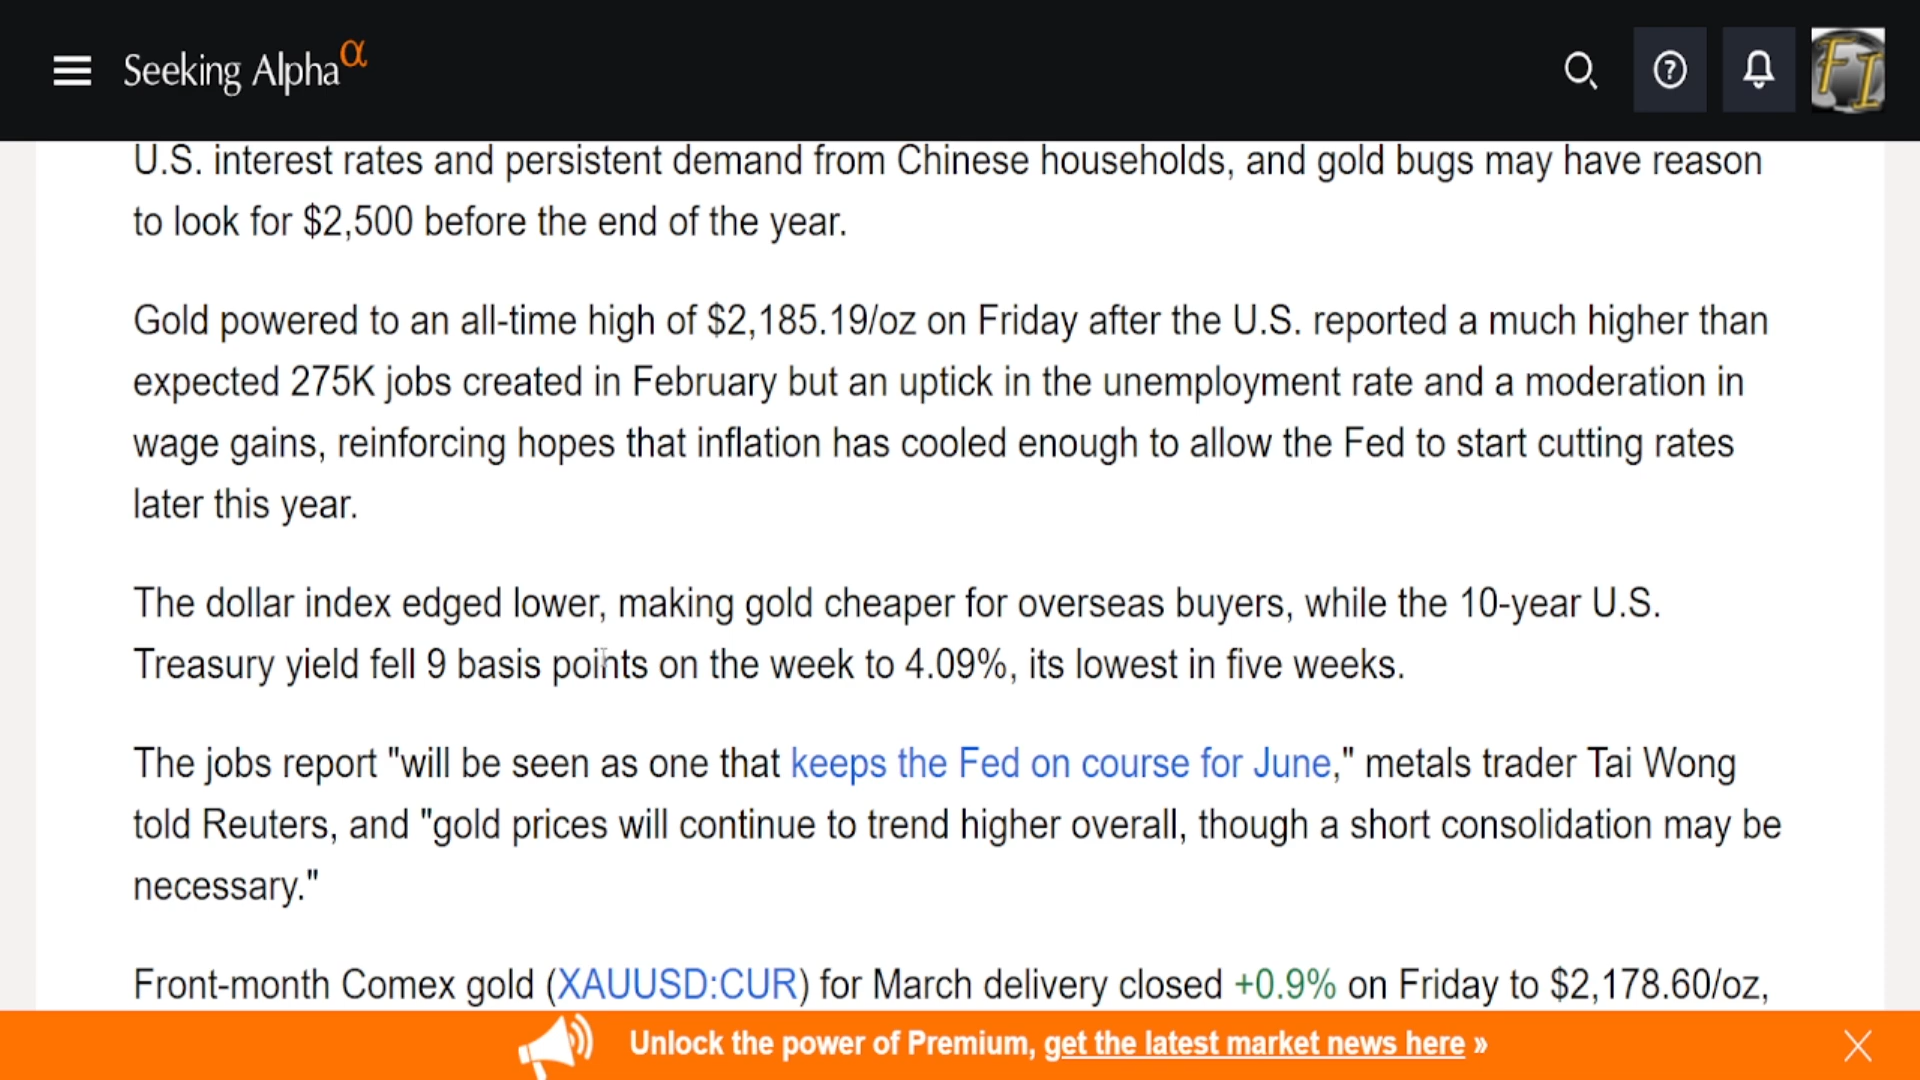 Seeking Alpha α
FI
U.S. interest rates and persistent demand from Chinese households, and gold bugs may have reason
to look for $2,500 before the end of the year.
Gold powered to an all-time high of $2,185.19/oz on Friday after the U.S. reported a much higher than
expected 275K jobs created in February but an uptick in the unemployment rate and a moderation in
wage gains, reinforcing hopes that inflation has cooled enough to allow the Fed to start cutting rates
later this year.
The dollar index edged lower, making gold cheaper for overseas buyers, while the 10-year U.S.
Treasury yield fell 9 basis points on the week to 4.09%, its lowest in five weeks.
The jobs report "will be seen as one that keeps the Fed on course for June," metals trader Tai Wong
told Reuters, and "gold prices will continue to trend higher overall, though a short consolidation may be
necessary."
Front-month Comex gold (XAUUSD:CUR) for March delivery closed +0.9% on Friday to $2,178.60/oz,
Unlock the power of Premium, get the latest market news here »